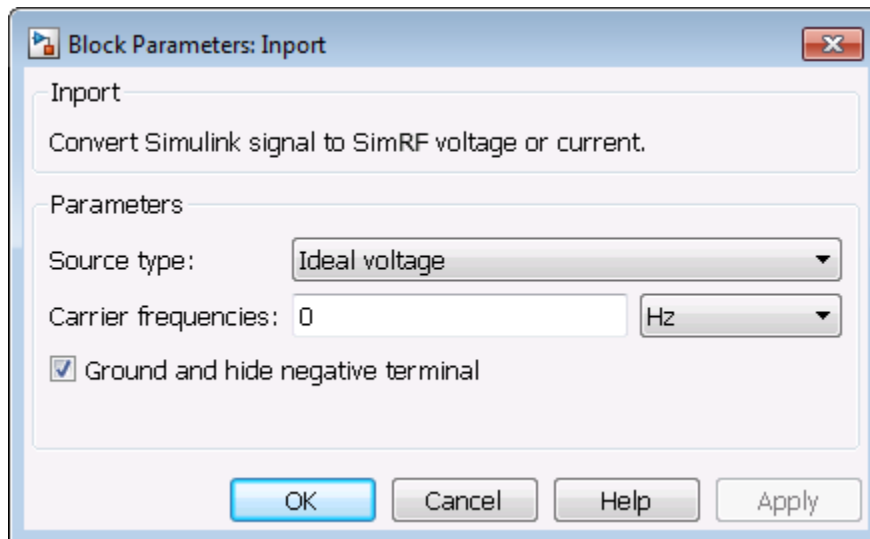 Block Parameters: Inport
Inport
Convert Simulink signal to SimRF voltage or current.
Parameters
Source type: Ideal voltage
Carrier frequencies: 0 Hz
Ground and hide negative terminal
OK Cancel Help Apply